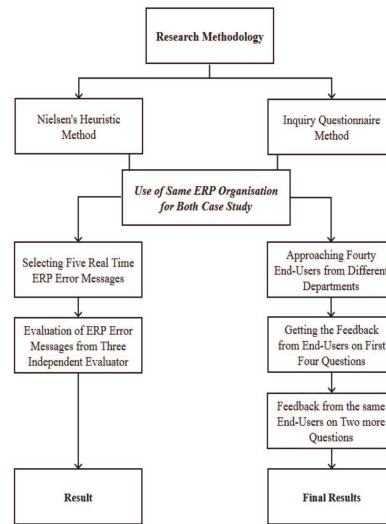 Research Methodology
Nielsen's Heuristic
Method
Inquiry Questionnaire
Method
Use of Same ERP Organisation
for Both Case Study
Selecting Five Real Time
ERP Error Messages
Approaching Fourty
End-Users from Different
Departments
Evaluation of ERP Error
Messages from Three
Independent Evaluator
Getting the Feedback
from End-Users on First
Four Questions
Feedback from the same
End-Users on Two more
Questions
Result
Final Results